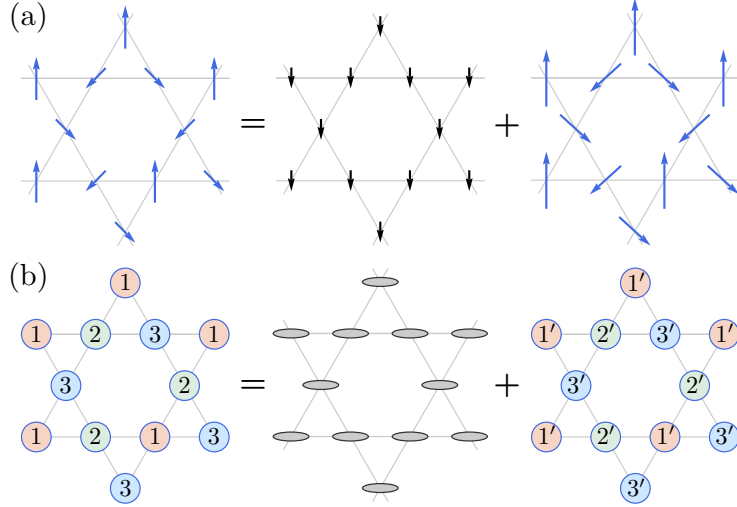 (a)
= +
(b)
1
1 2 3 1
3 = 2 +
1 2 1 3
3
1′
1′ 2′ 3′ 1′
3′ 2′
1′ 2′ 1′ 3′
3′